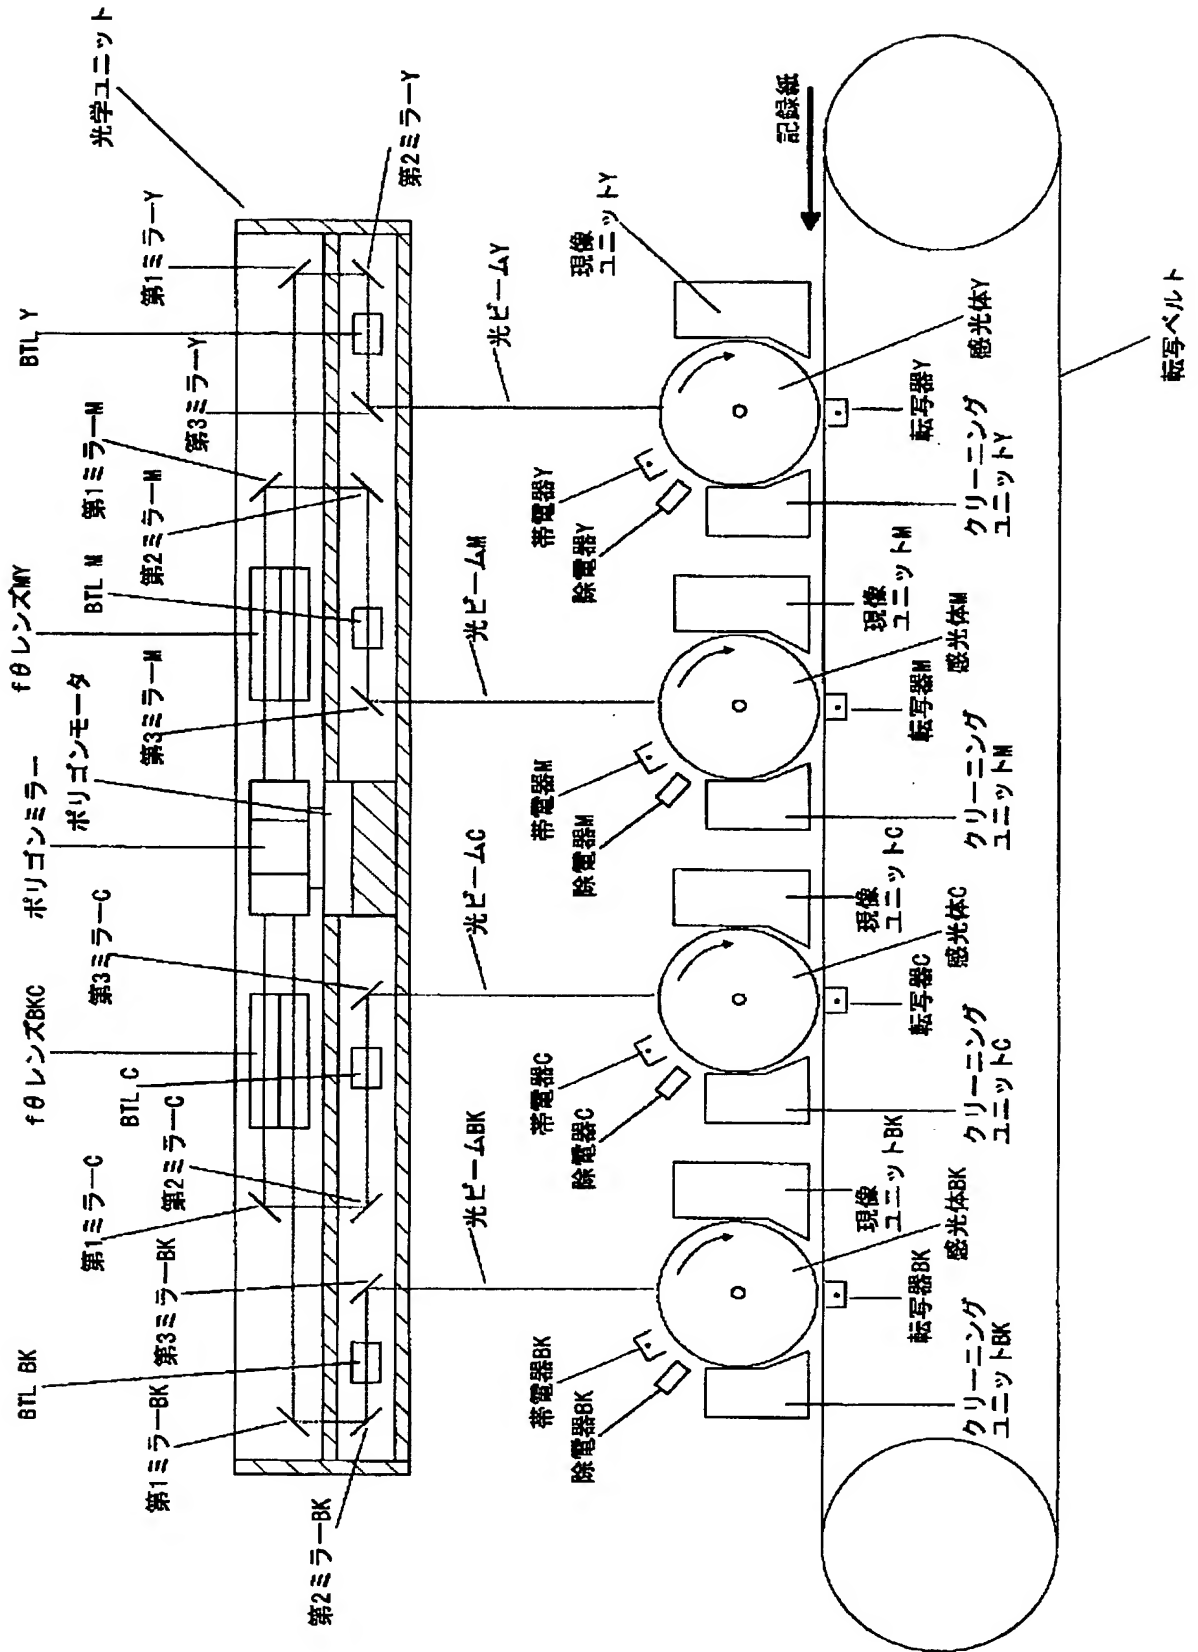 BTL BK
fθレンズBKC
ポリゴンミラー
ポリゴンモータ
fθレンズMY
BTL Y
光学ユニット
第1ミラーBK
第3ミラーBK
第1ミラーC
BTL C
第2ミラーC
第3ミラーC
BTL M
第1ミラーM
第2ミラーM
第3ミラーM
第3ミラーY
第1ミラーY
第2ミラーBK
第2ミラーY
光ビームBK
光ビームC
光ビームM
光ビームY
帯電器BK
除電器BK
帯電器C
除電器C
帯電器M
除電器M
帯電器Y
除電器Y
現像
ユニットY
記録紙
現像
ユニットBK
現像
ユニットC
現像
ユニットM
感光体BK
感光体C
感光体M
感光体Y
転写器BK
転写器C
転写器M
転写器Y
クリーニング
ユニットBK
クリーニング
ユニットC
クリーニング
ユニットM
クリーニング
ユニットY
転写ベルト